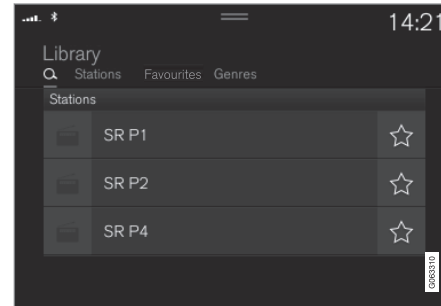 14:21
Library
Stations Favourites Genres
Stations
SR P1
SR P2
SR P4
G063310